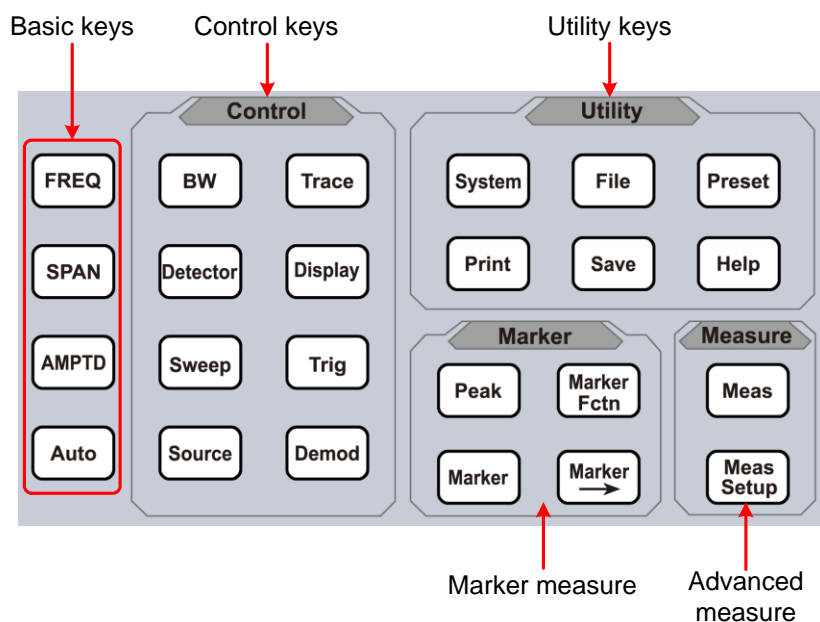 Basic keys
Control keys
Utility keys
Control
Utility
FREQ
SPAN
AMPTD
Auto
BW
Trace
Detector
Display
Sweep
Trig
Source
Demod
System
File
Preset
Print
Save
Help
Marker
Peak
Marker
Fctn
Marker
Marker
→
Measure
Meas
Meas
Setup
Marker measure
Advanced
measure